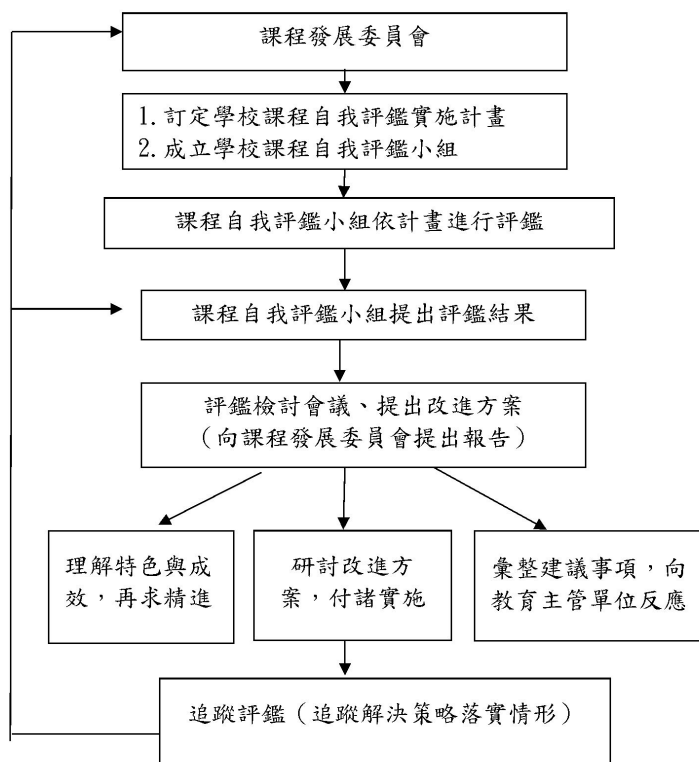 課程發展委員會
1.訂定學校課程自我評鑑實施計畫
2.成立學校課程自我評鑑小組
課程自我評鑑小組依計畫進行評鑑
課程自我評鑑小組提出評鑑結果
評鑑檢討會議、提出改進方案
（向課程發展委員會提出報告）
理解特色與成
效，再求精進
研討改進方
案，付諸實施
彙整建議事項，向
教育主管單位反應
追蹤評鑑（追蹤解決策略落實情形）